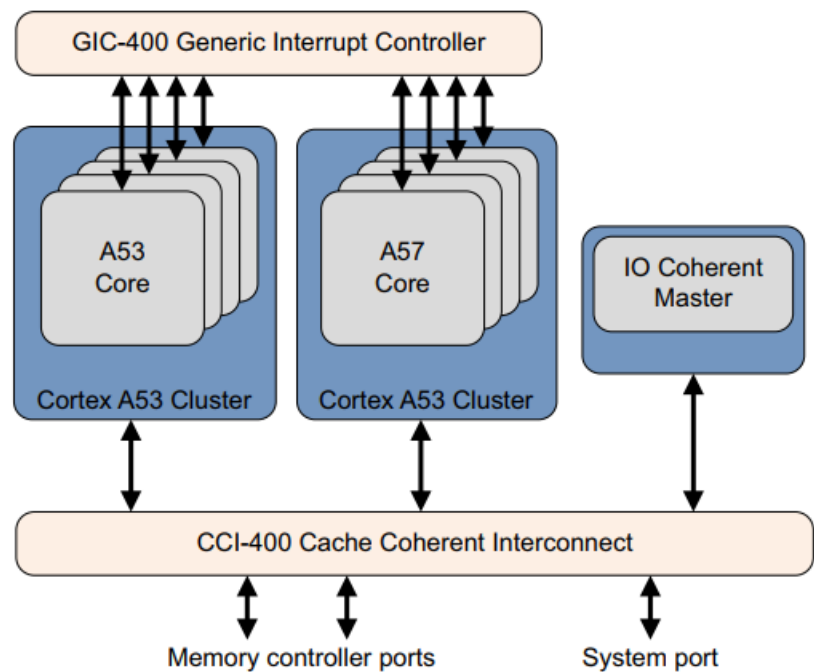 GIC-400 Generic Interrupt Controller
A53
Core
A57
Core
IO Coherent
Master
Cortex A53 Cluster
Cortex A53 Cluster
CCI-400 Cache Coherent Interconnect
Memory controller ports
System port